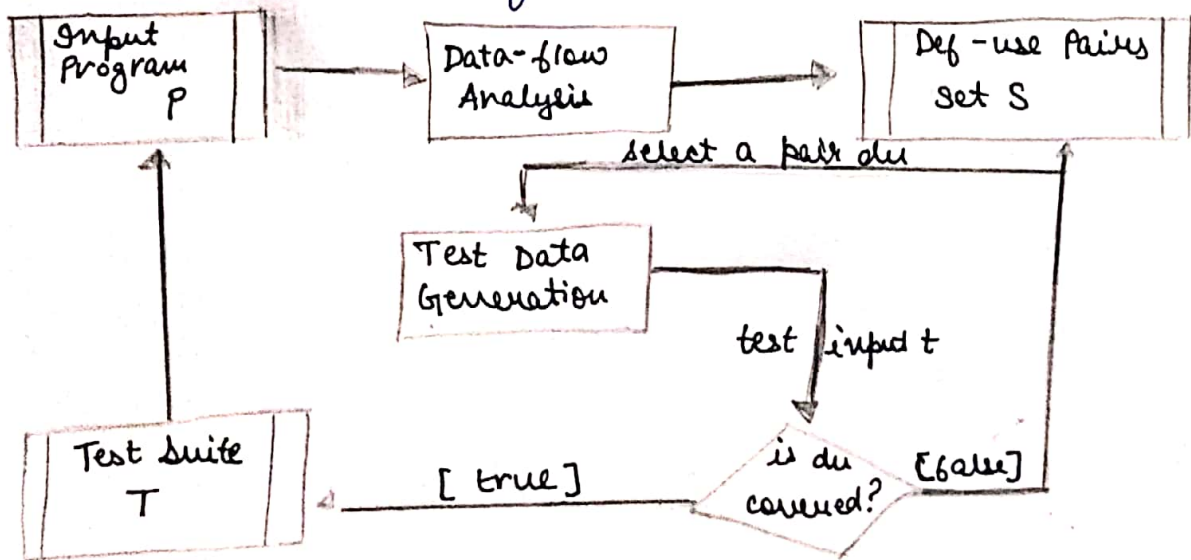 Input
Program
P
Data-flow
Analysis
Def-use Pairs
Set S
select a pair du
Test Data
Generation
test input t
is du
covered?
[false]
[true]
Test Suite
T